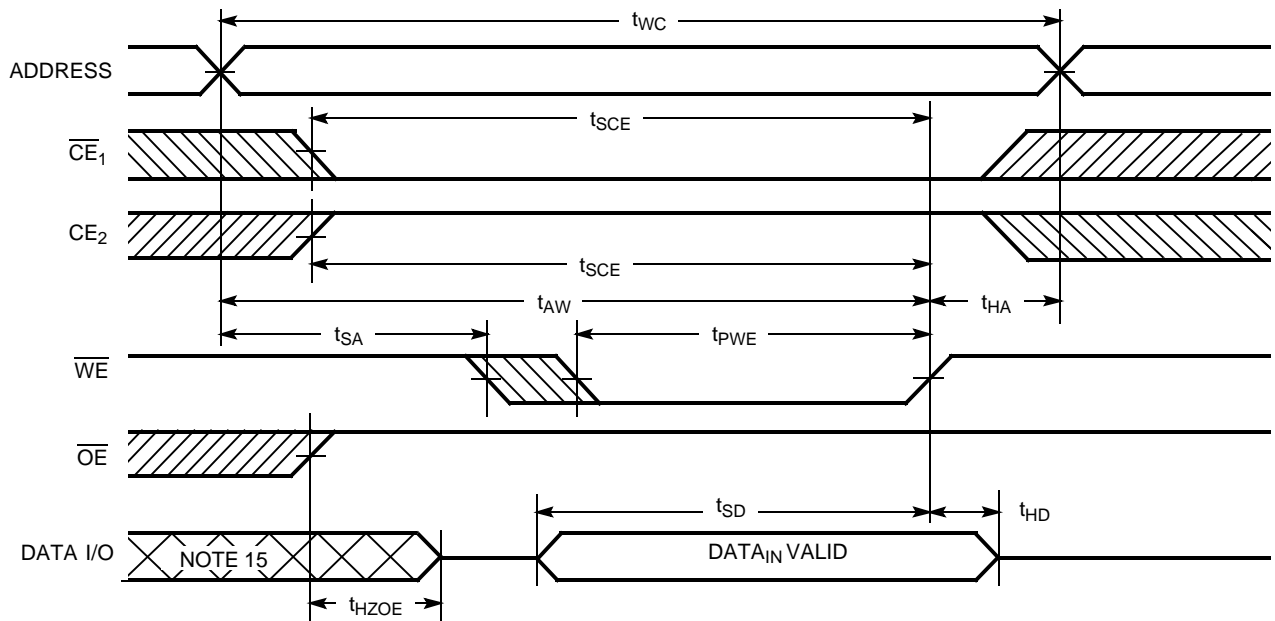 tWC
ADDRESS
tSCE
CE1
CE2
tSCE
tAW
tHA
tSA
tPWE
WE
OE
tSD
tHD
DATA I/O
NOTE 15
DATAIN VALID
tHZOE